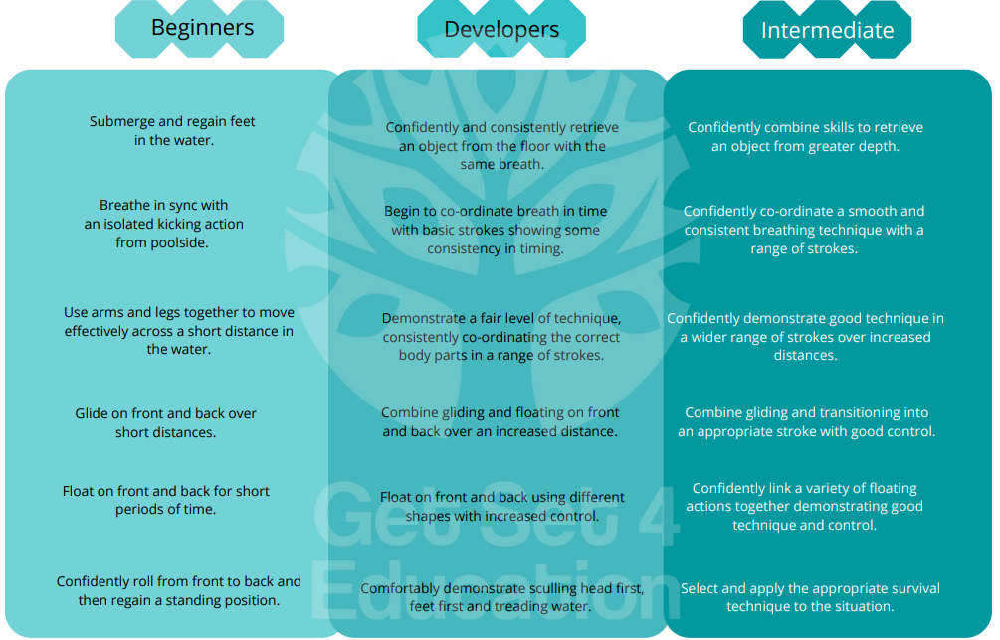 Beginners
Developers
Intermediate
Submerge and regain feet
in the water.
Breathe in sync with
an isolated kicking action
from poolside.
Use arms and legs together to move
effectively across a short distance in
the water.
Glide on front and back over
short distances.
Float on front and back for short
periods of time.
Confidently roll from front to back and
then regain a standing position.
Confidently and consistently retrieve
an object from the floor with the
same breath.
Begin to co-ordinate breath in time
with basic strokes showing some
consistency in timing.
Demonstrate a fair level of technique,
consistently co-ordinating the correct
body parts in a range of strokes.
Combine gliding and floating on front
and back over an increased distance.
Float on front and back using different
shapes with increased control.
Comfortably demonstrate sculling head first,
feet first and treading water.
Confidently combine skills to retrieve
an object from greater depth.
Confidently co-ordinate a smooth and
consistent breathing technique with a
range of strokes.
Confidently demonstrate good technique in
a wider range of strokes over increased
distances.
Combine gliding and transitioning into
an appropriate stroke with good control.
Confidently link a variety of floating
actions together demonstrating good
technique and control.
Select and apply the appropriate survival
technique to the situation.
Get Set 4
Education